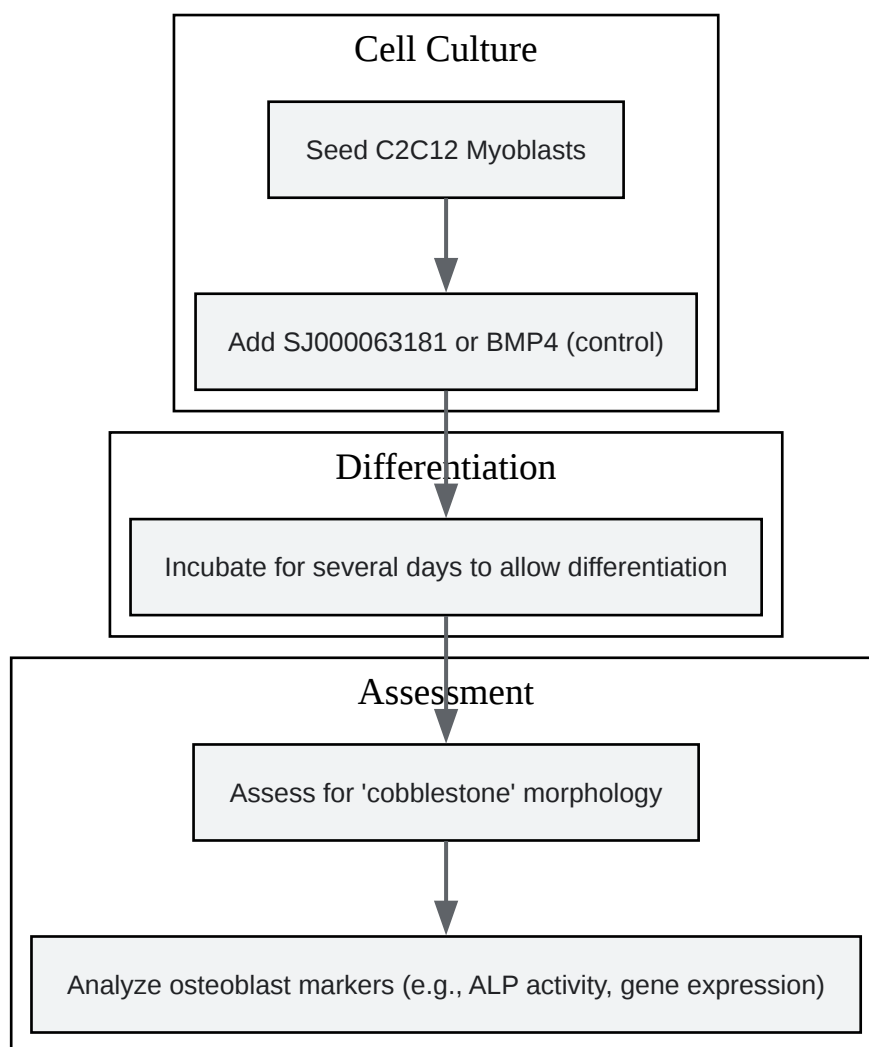 Cell Culture
Seed C2C12 Myoblasts
Add SJ000063181 or BMP4 (control)
Differentiation
Incubate for several days to allow differentiation
Assessment
Assess for 'cobblestone' morphology
Analyze osteoblast markers (e.g., ALP activity, gene expression)